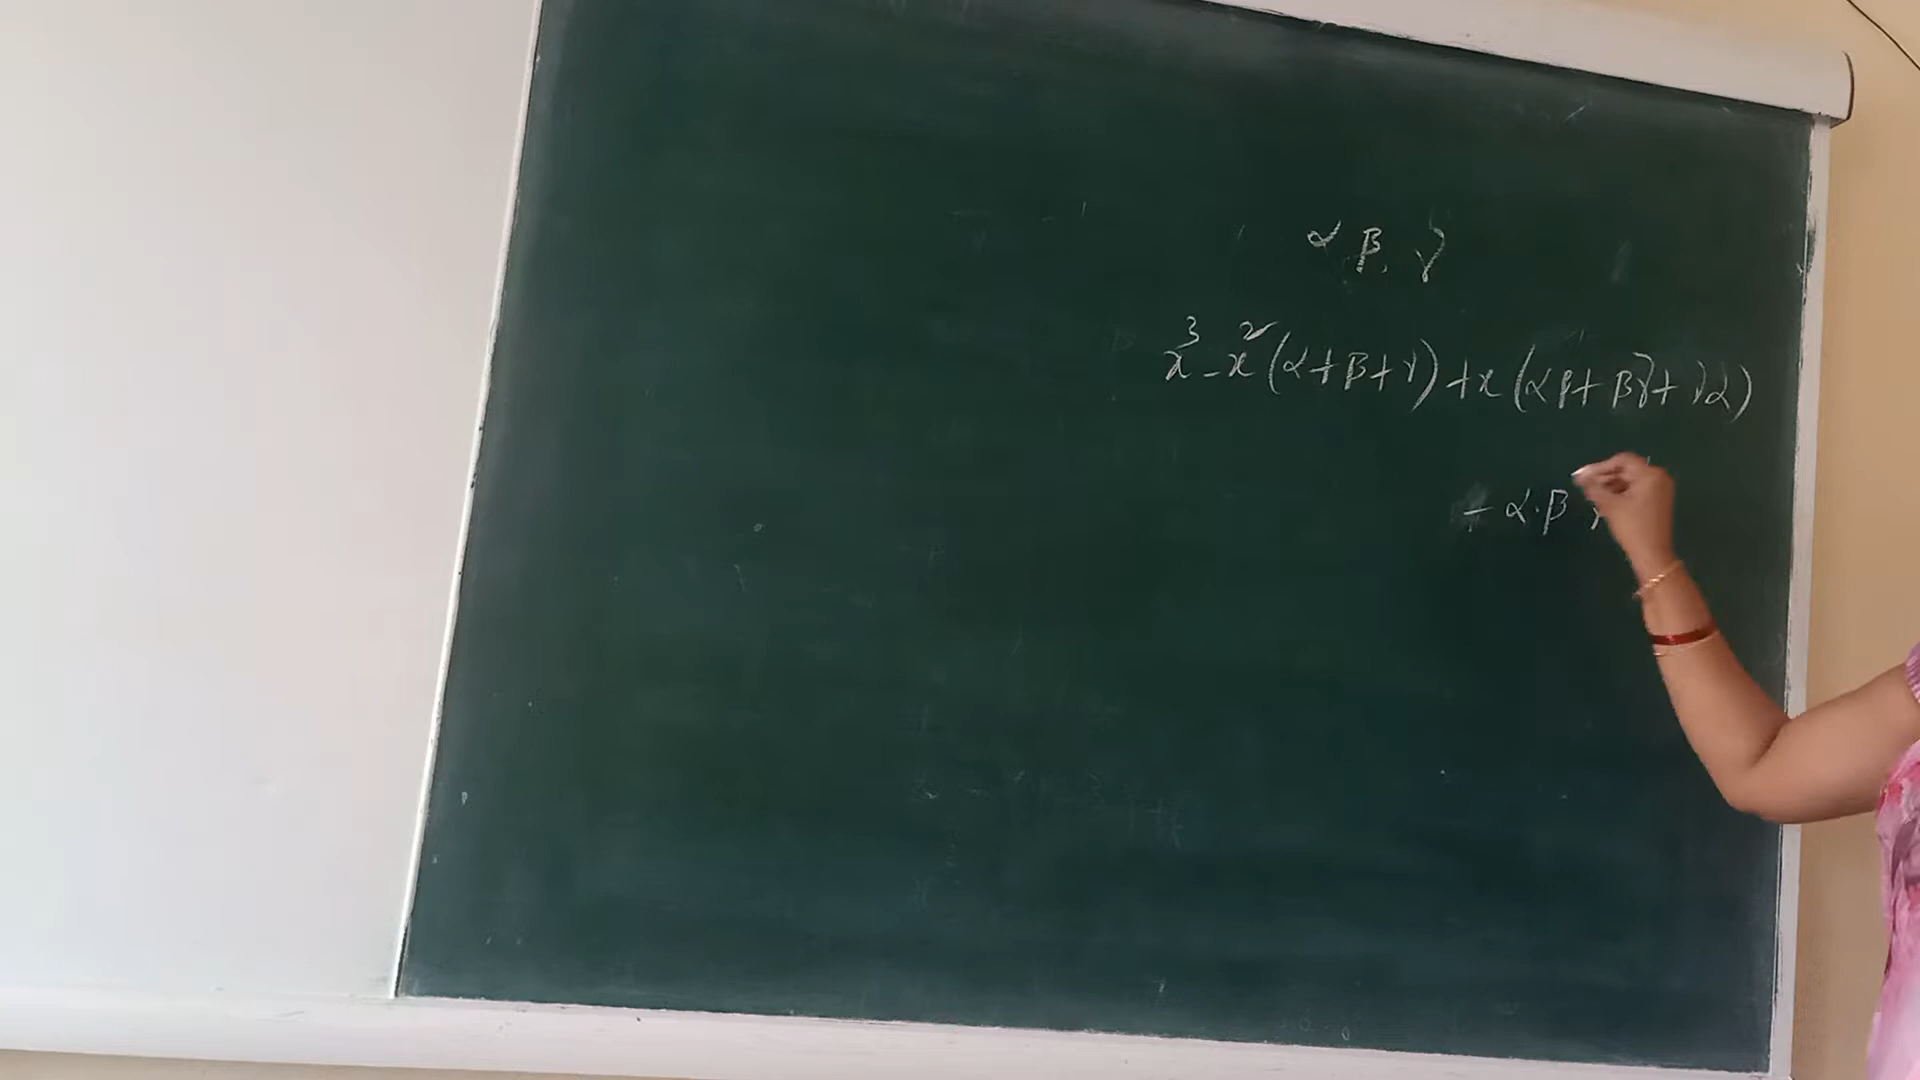 α β, γ
x³ - x² (α + β + γ) + x (αβ + βγ + γα)
- α · β γ